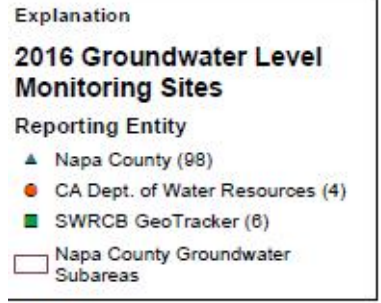 Explanation
2016 Groundwater Level
Monitoring Sites
Reporting Entity
Napa County (98)
CA Dept. of Water Resources (4)
SWRCB GeoTracker (6)
Napa County Groundwater
Subareas